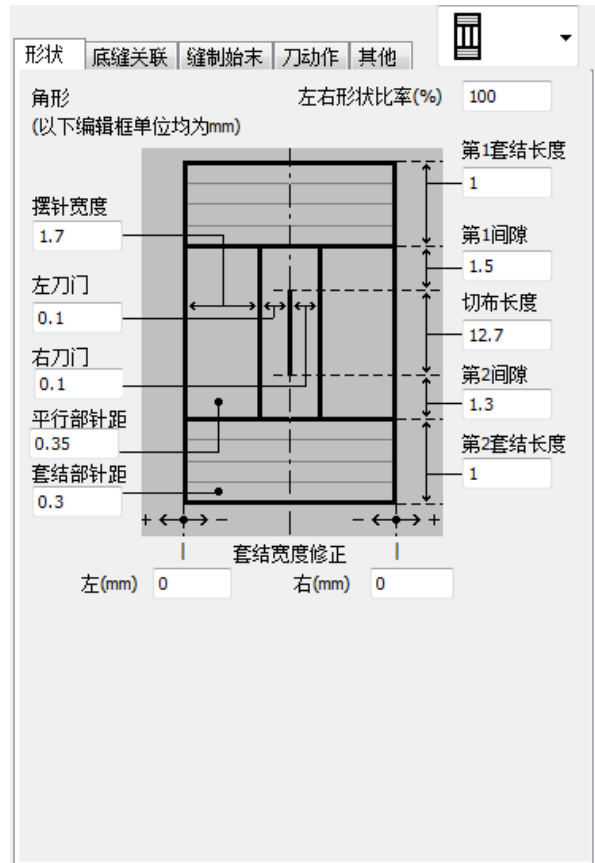 形状 底缝关联 缝制始末 刀动作 其他
角形 左右形状比率(%) 100
(以下编辑框单位均为mm)
第1套结长度
1
摆针宽度
1.7
第1间隙
1.5
左刀门
0.1
切布长度
12.7
右刀门
0.1
第2间隙
1.3
平行部针距
0.35
第2套结长度
1
套结部针距
0.3
+ - - +
套结宽度修正
左(mm) 0 右(mm) 0